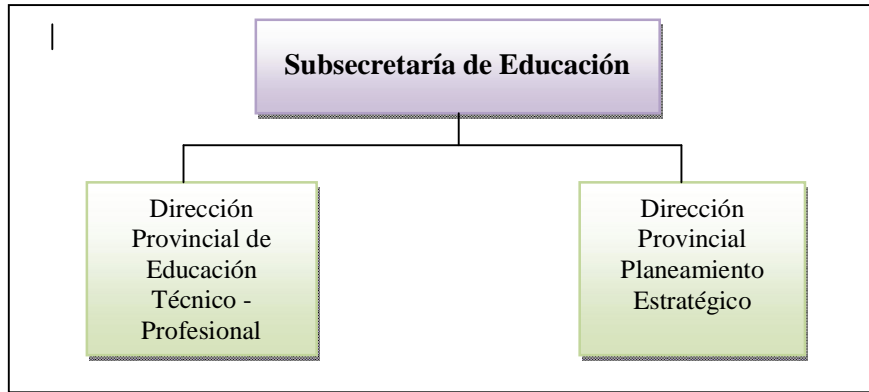 Subsecretaría de Educación
Dirección
Provincial de
Educación
Técnico -
Profesional
Dirección
Provincial
Planeamiento
Estratégico